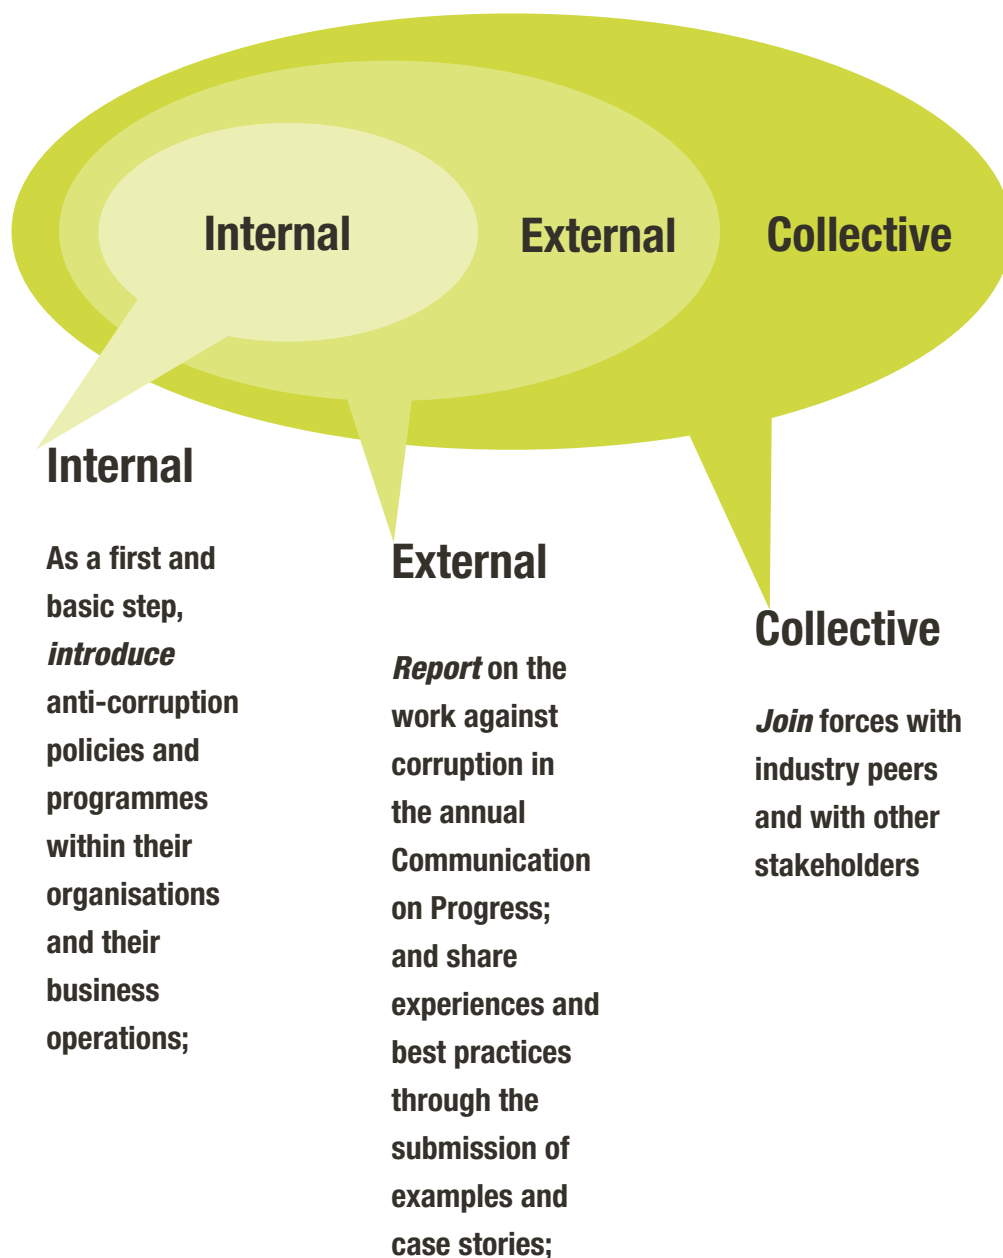 Internal
External
Collective
Internal
As a first and
basic step,
introduce
anti-corruption
policies and
programmes
within their
organisations
and their
business
operations;
External
Report on the
work against
corruption in
the annual
Communication
on Progress;
and share
experiences and
best practices
through the
submission of
examples and
case stories;
Collective
Join forces with
industry peers
and with other
stakeholders